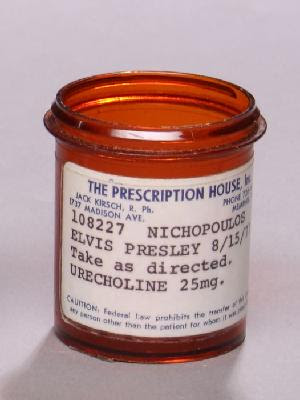 THE PRESCRIPTION HOUSE, Inc
JACK KIRSCH, R. Ph. PHONE
1737 MADISON AVE.
108227 NICHOPOULOS
ELVIS PRESLEY 8/15/7
Take as directed.
URECHOLINE 25mg.
CAUTION: Federal law prohibits the transfer of this
any person other than the patient for whom it was